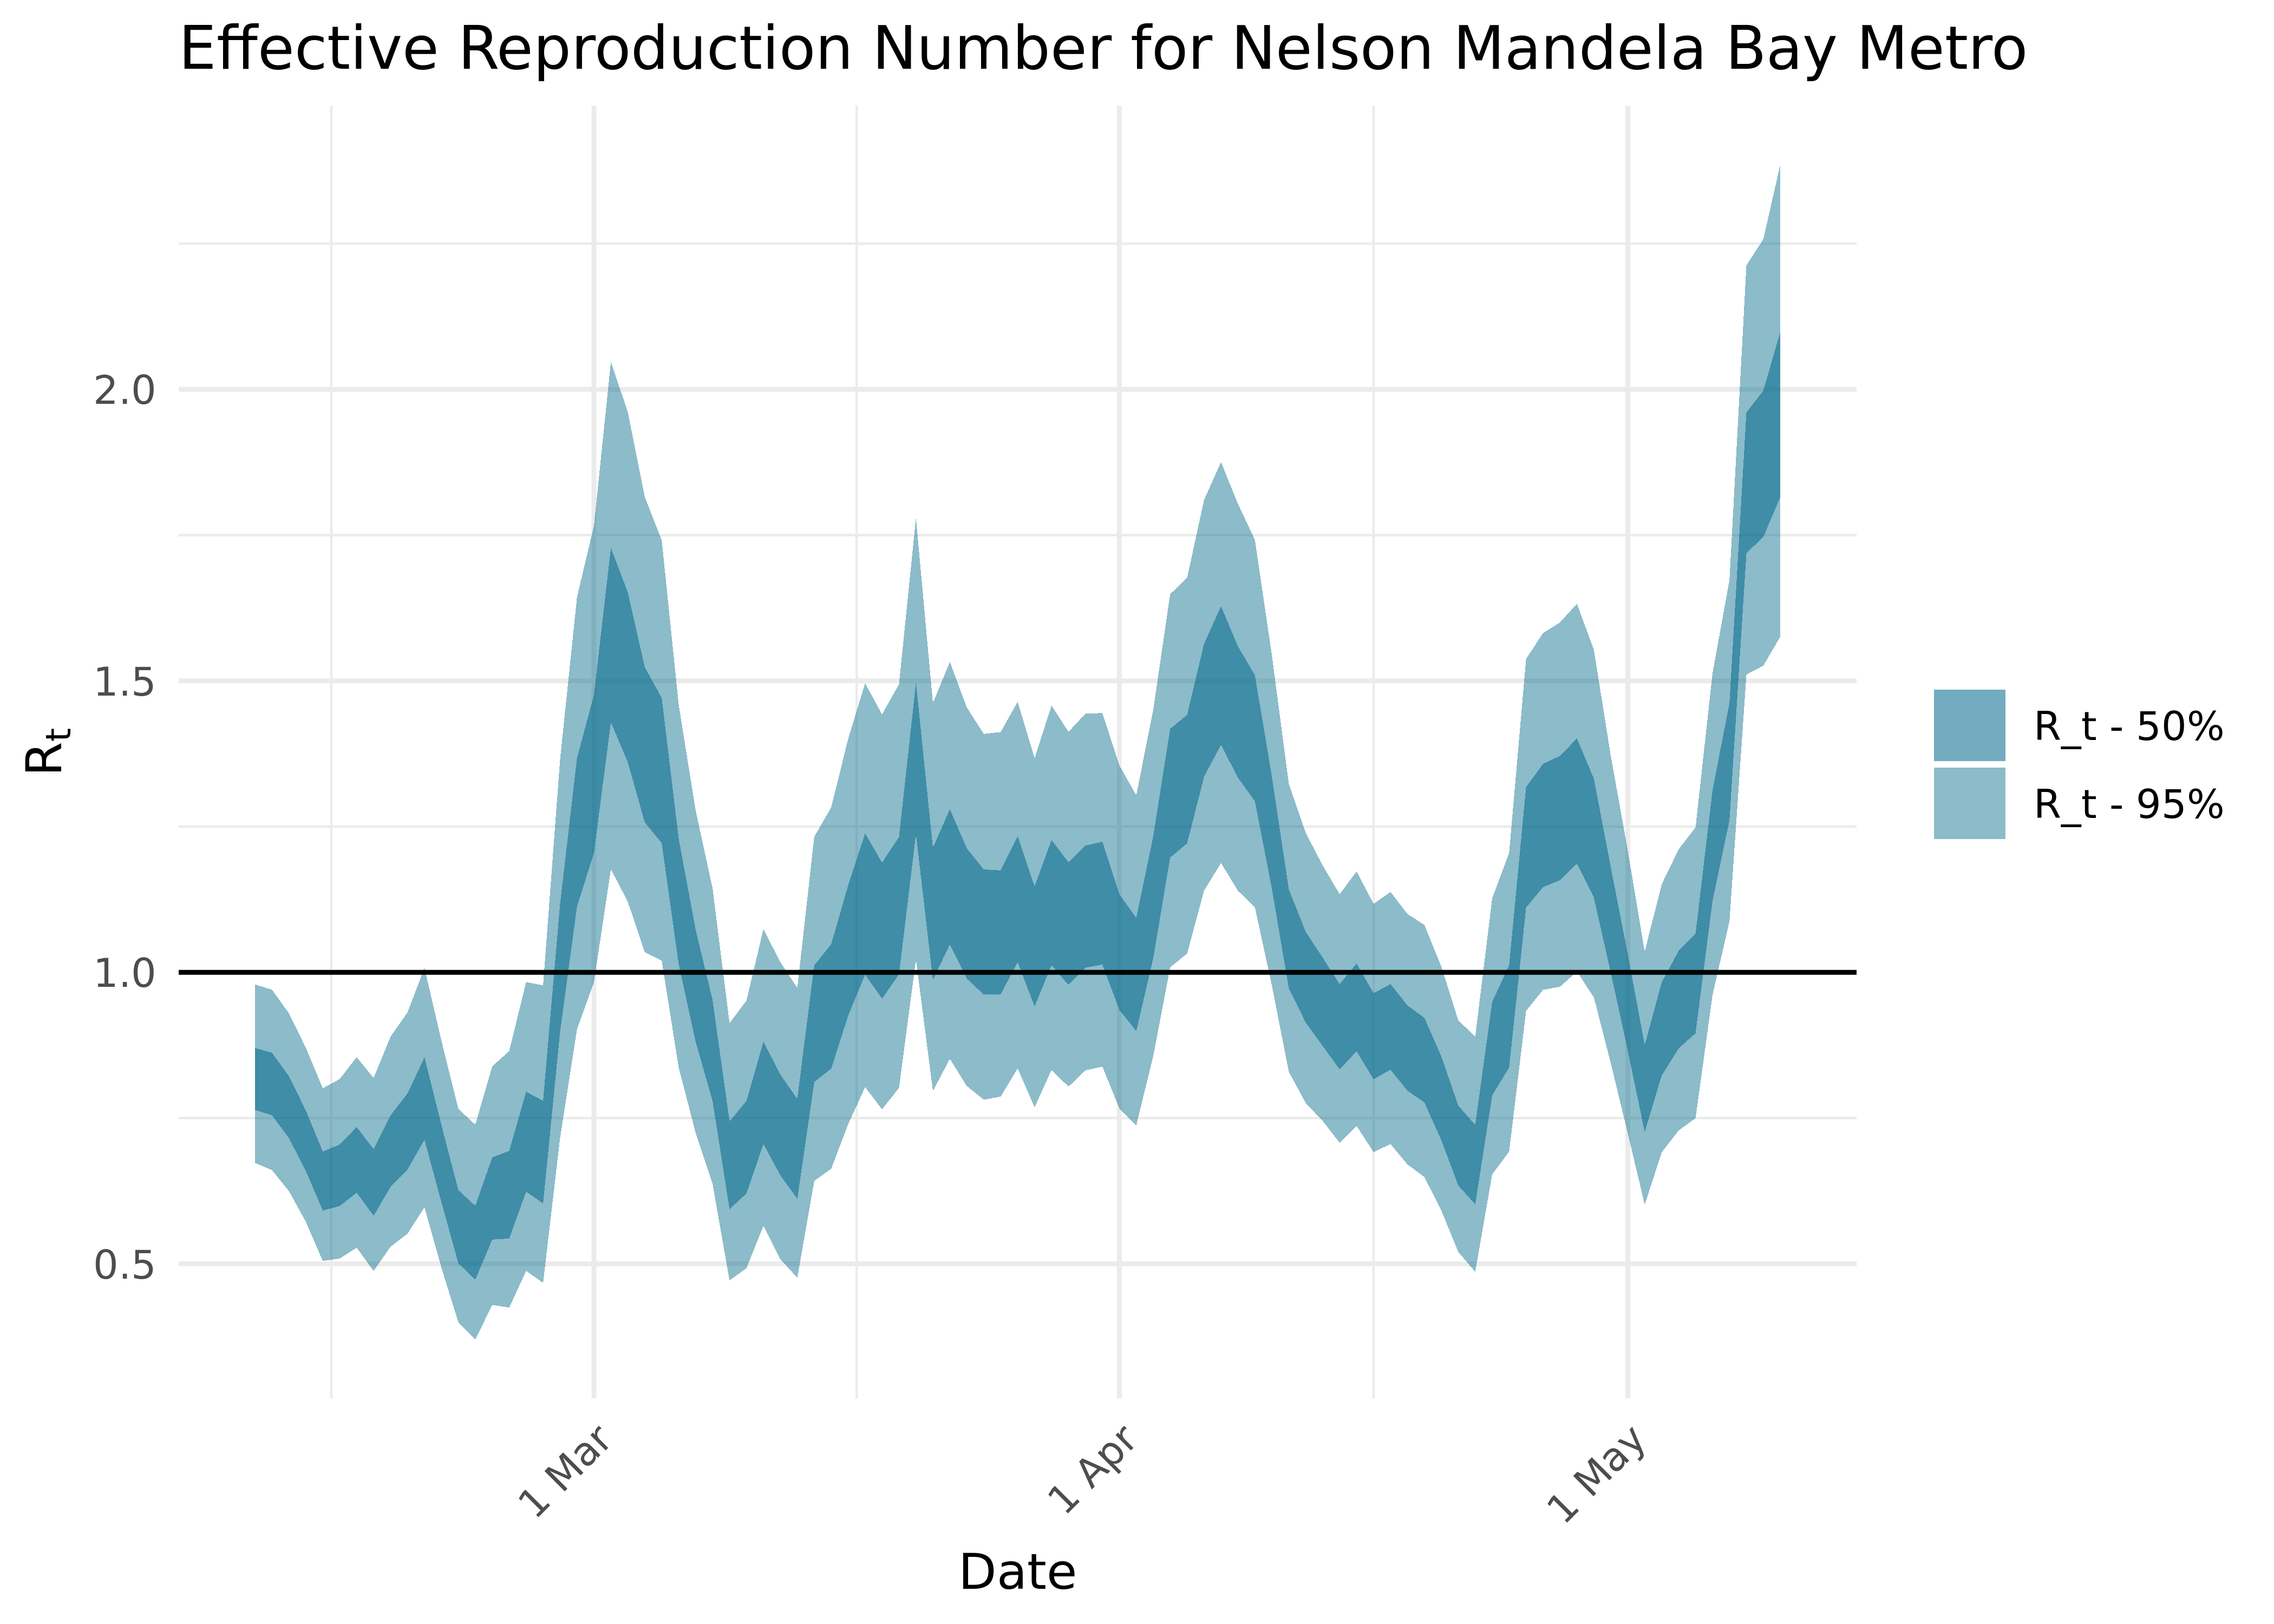 Effective Reproduction Number for Nelson Mandela Bay Metro
R_t
2.0
1.5
1.0
0.5
1 Mar
1 Apr
1 May
Date
R_t - 50%
R_t - 95%